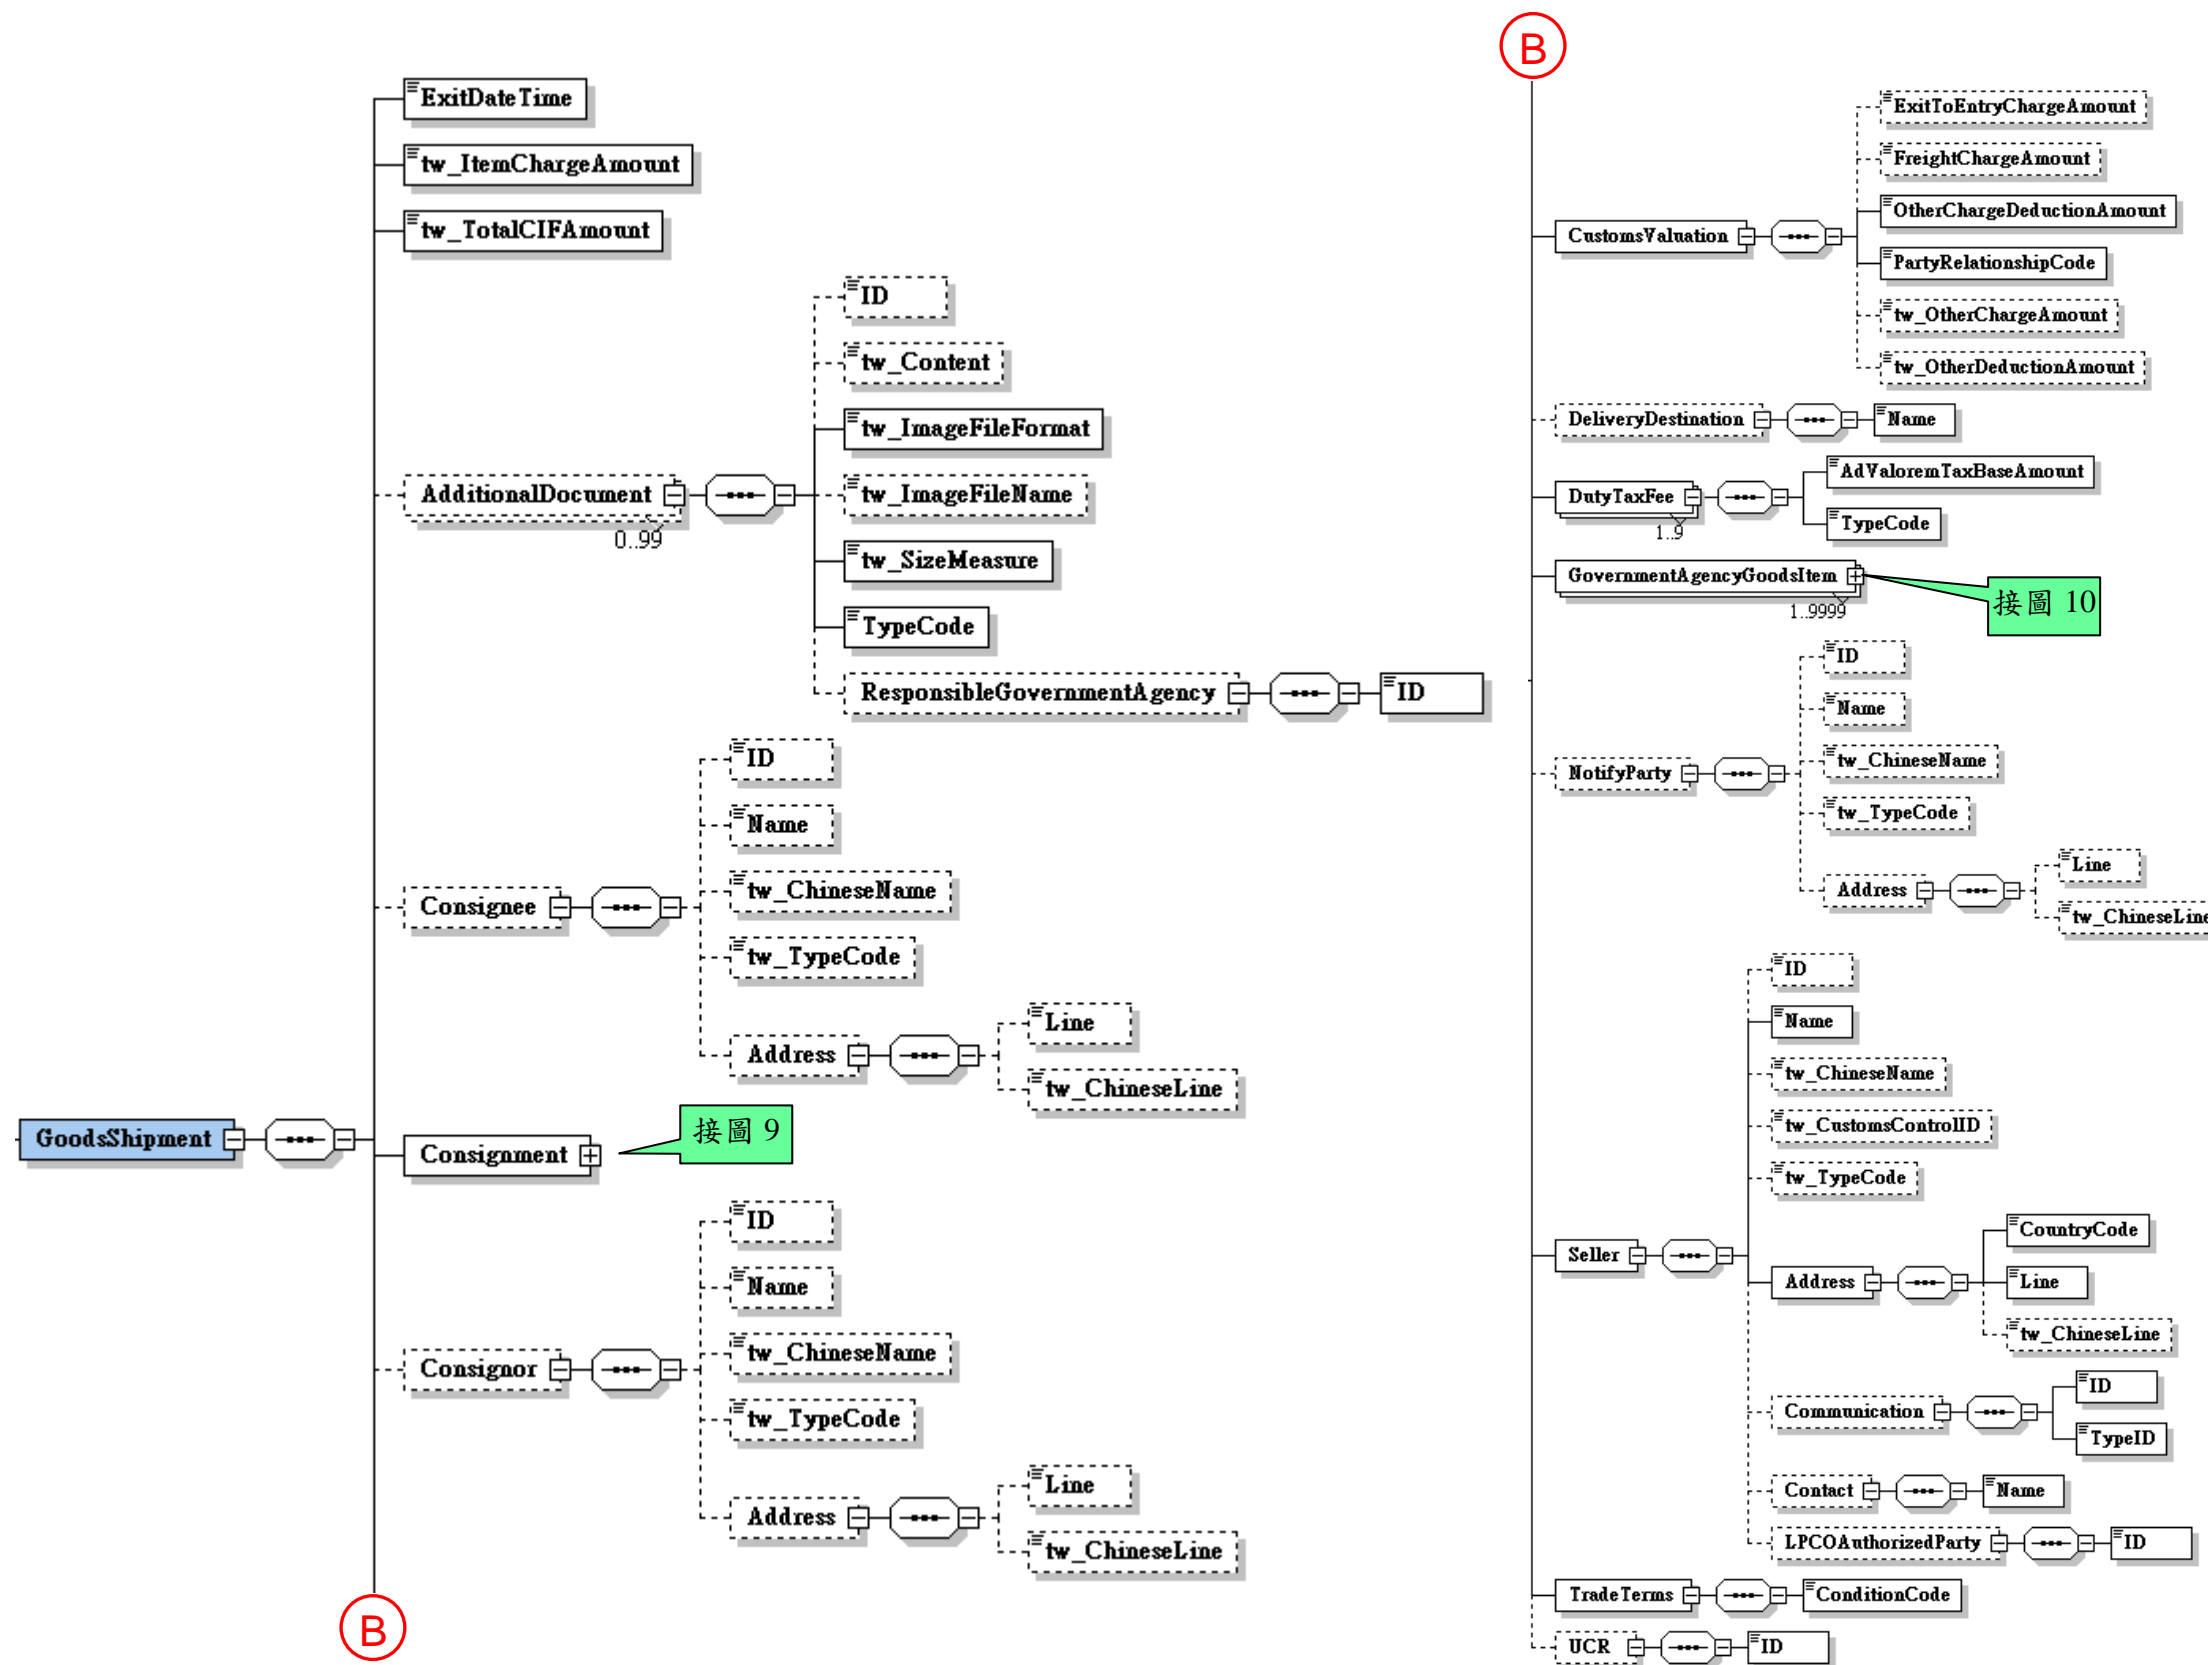 ExitDateTime
tw_ItemChargeAmount
tw_TotalCIFAmount
ID
tw_Content
tw_ImageFileFormat
AdditionalDocument
0..99
tw_ImageFileName
tw_SizeMeasure
TypeCode
ResponsibleGovernmentAgency
ID
ID
Name
tw_ChineseName
Consignee
tw_TypeCode
Line
Address
tw_ChineseLine
GoodsShipment
Consignment
接圖 9
ID
Name
tw_ChineseName
Consignor
tw_TypeCode
Line
Address
tw_ChineseLine
B
B
ExitToEntryChargeAmount
FreightChargeAmount
OtherChargeDeductionAmount
CustomsValuation
PartyRelationshipCode
tw_OtherChargeAmount
tw_OtherDeductionAmount
DeliveryDestination
Name
AdValoremTaxBaseAmount
DutyTaxFee
1..9
TypeCode
GovernmentAgencyGoodsItem
1..9999
接圖 10
ID
Name
tw_ChineseName
NotifyParty
tw_TypeCode
Line
Address
tw_ChineseLine
ID
Name
tw_ChineseName
tw_CustomsControlID
tw_TypeCode
Seller
CountryCode
Address
Line
tw_ChineseLine
ID
Communication
TypeID
Contact
Name
LPCOAuthorizedParty
ID
TradeTerms
ConditionCode
UCR
ID